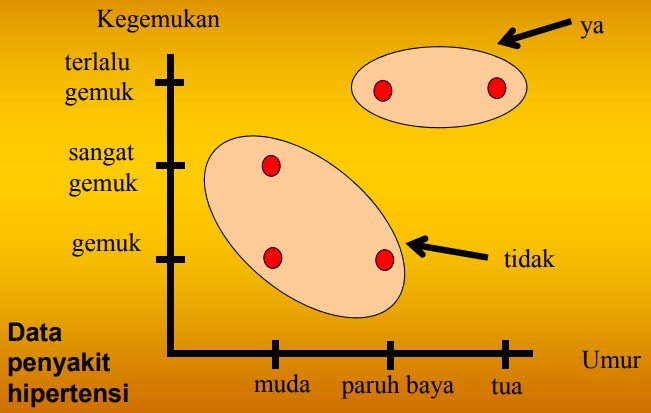 Kegemukan
ya
terlalu
gemuk
sangat
gemuk
gemuk
tidak
Data
penyakit
hipertensi
Umur
muda
paruh baya
tua